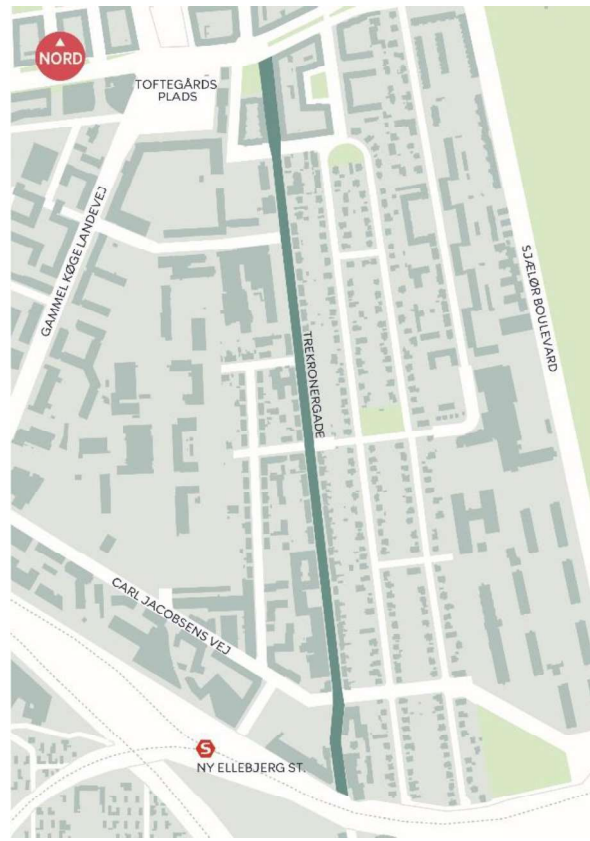 NORD
TOFTEGÅRDS
PLADS
GAMMEL KØGE LANDEVEJ
SJÆLØR BOULEVARD
TREKRONERGADE
CARL JACOBSENS VEJ
S
NY ELLEBJERG ST.